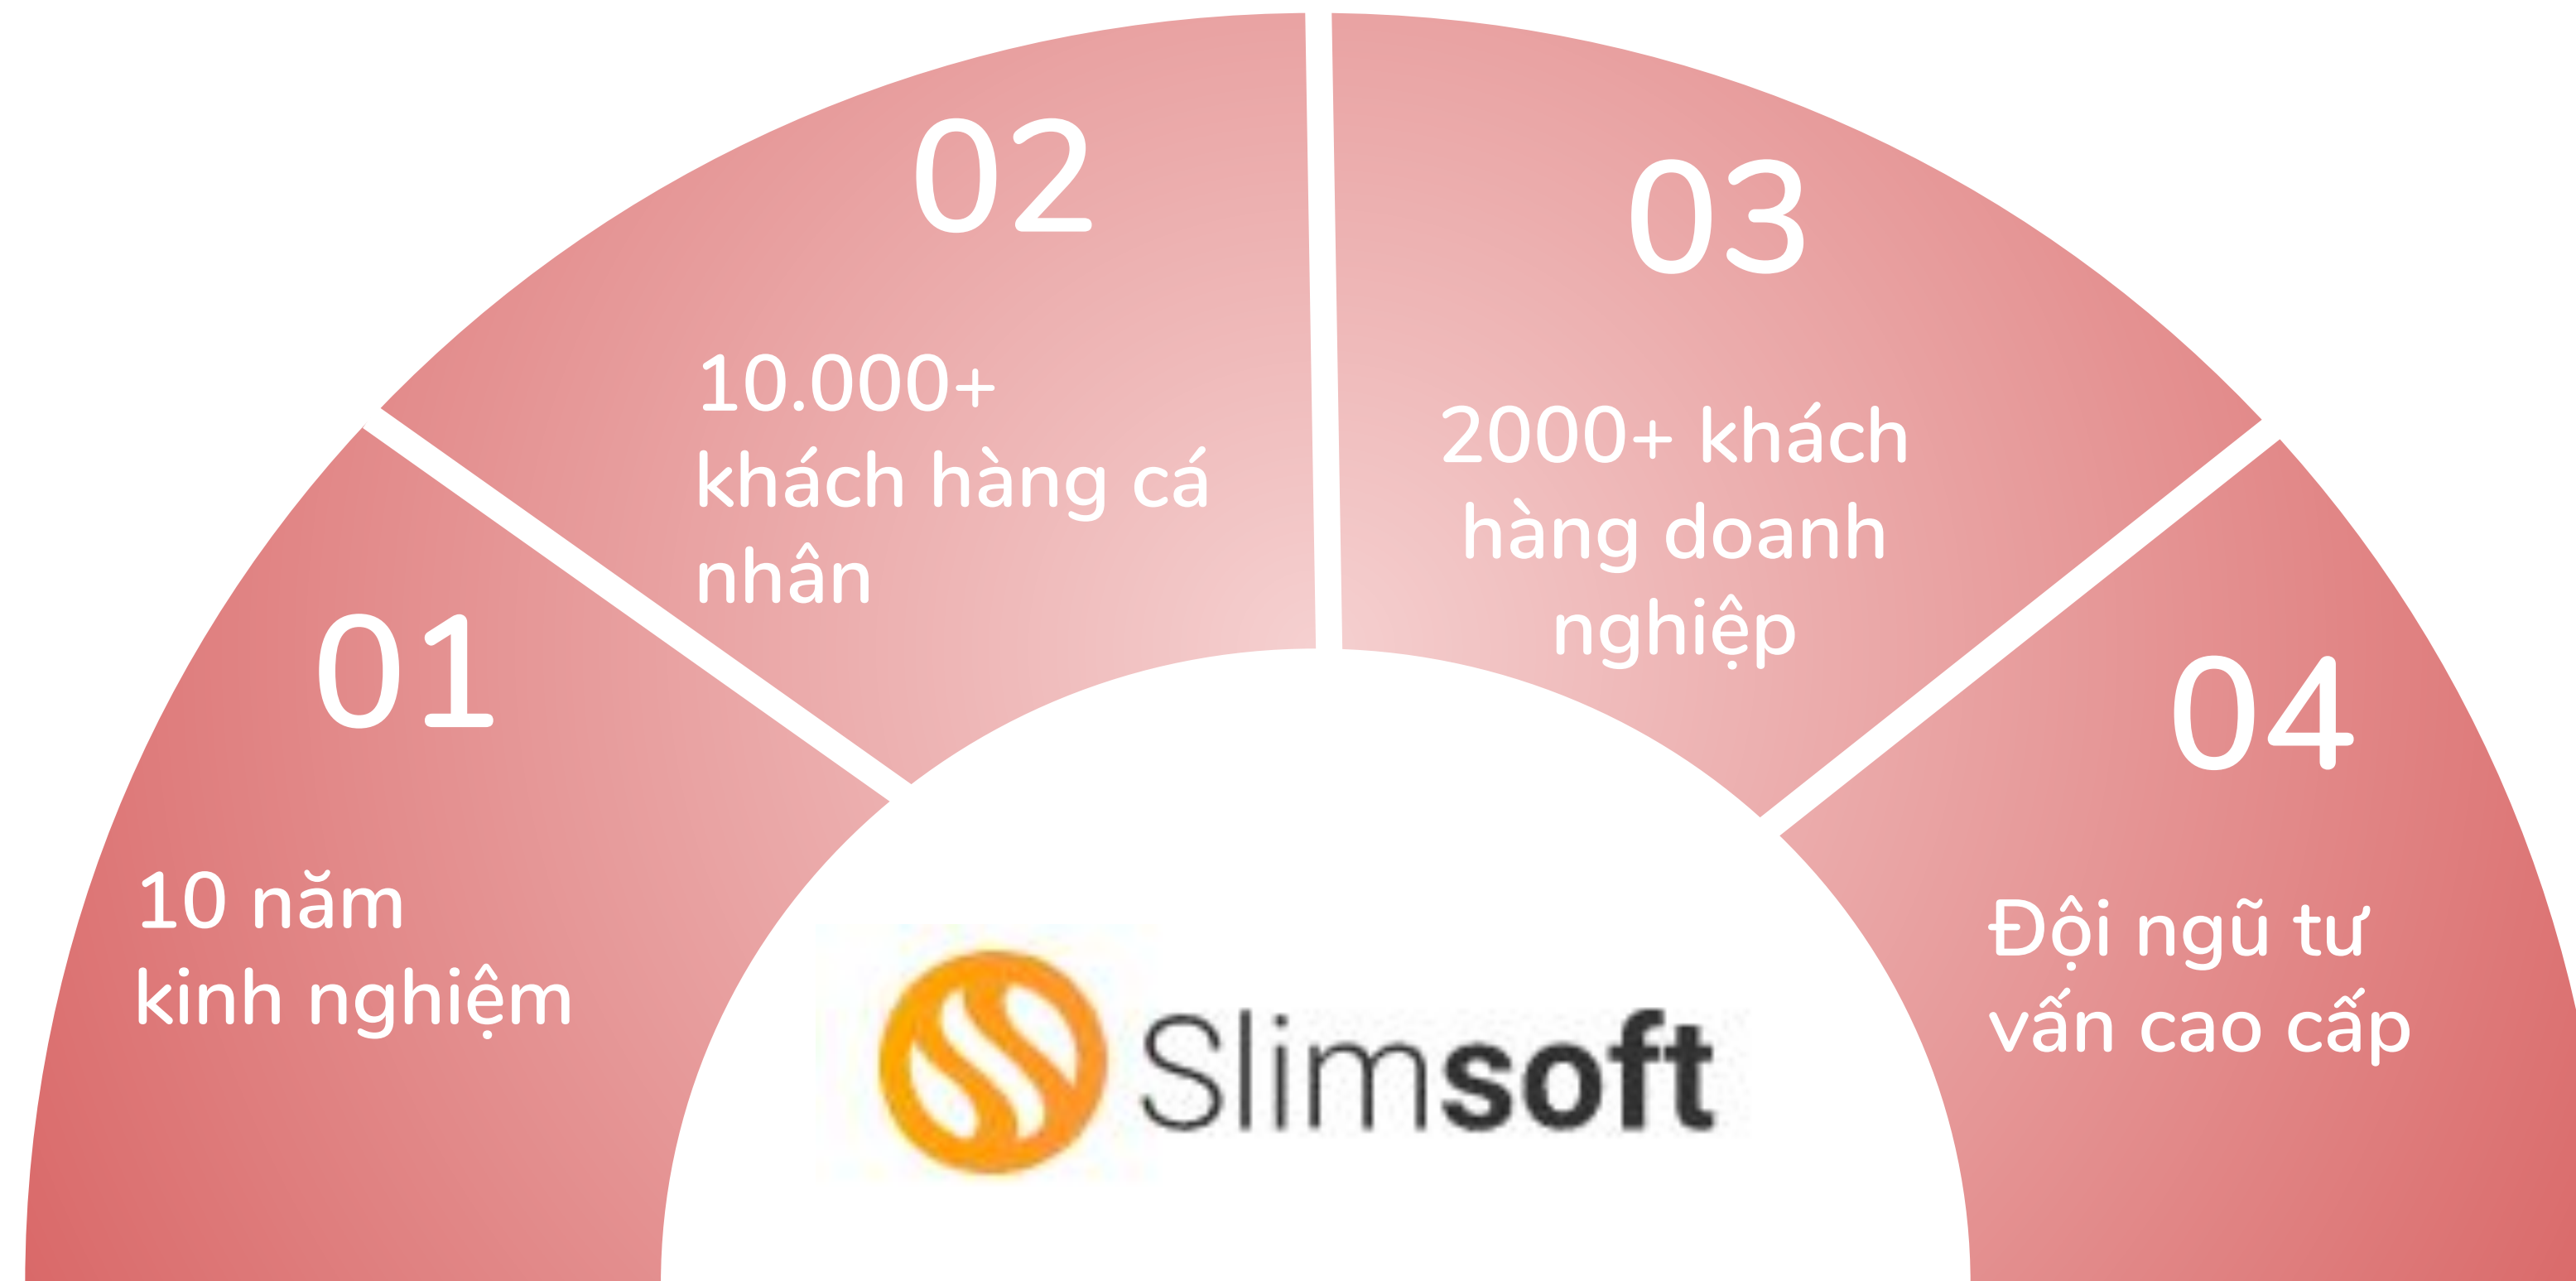 01
10 năm
kinh nghiệm
02
10.000+
khách hàng cá
nhân
03
2000+ khách
hàng doanh
nghiệp
04
Đội ngũ tư
vấn cao cấp
Slimsoft